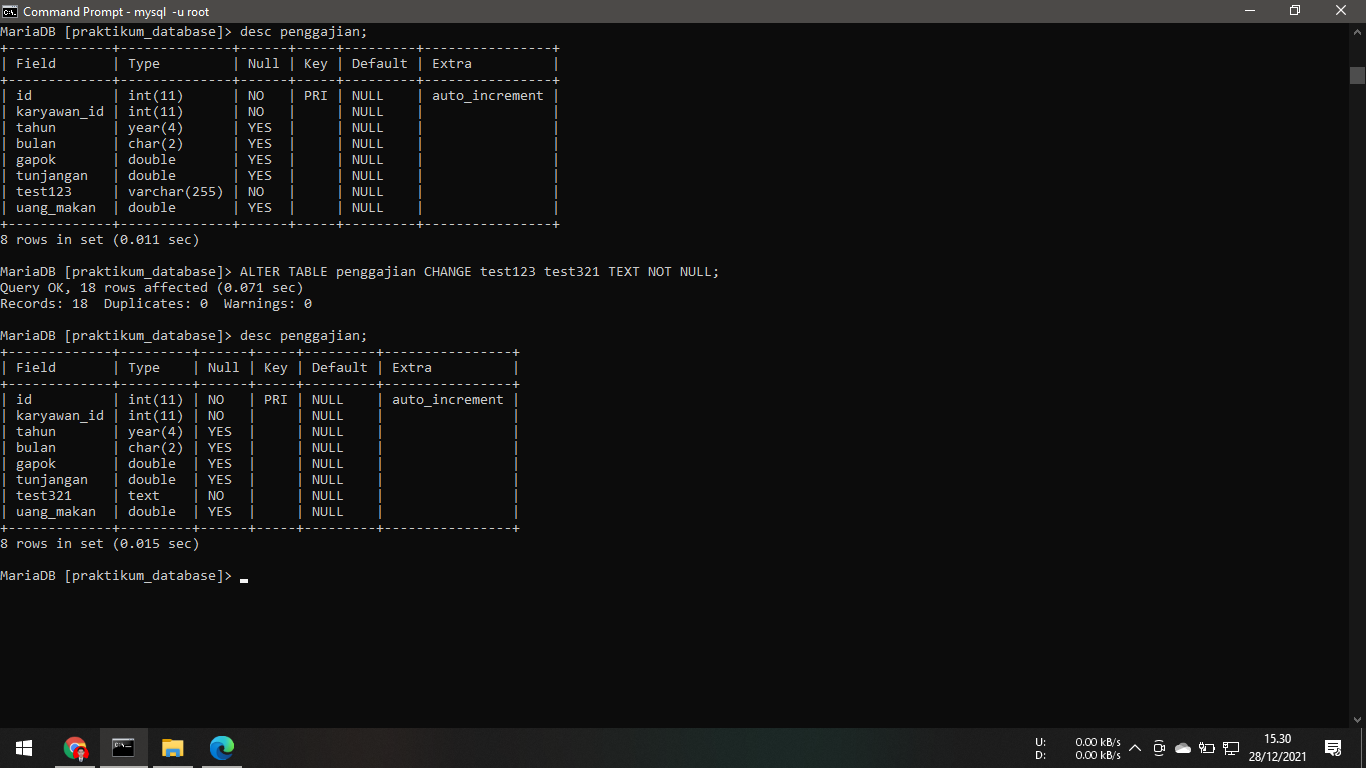 Command Prompt - mysql  -u root
MariaDB [praktikum_database]> desc penggajian;
+-------------+--------------+------+-----+---------+----------------+
| Field       | Type         | Null | Key | Default | Extra          |
+-------------+--------------+------+-----+---------+----------------+
| id          | int(11)      | NO   | PRI | NULL    | auto_increment |
| karyawan_id | int(11)      | NO   |     | NULL    |                |
| tahun       | year(4)      | YES  |     | NULL    |                |
| bulan       | char(2)      | YES  |     | NULL    |                |
| gapok       | double       | YES  |     | NULL    |                |
| tunjangan   | double       | YES  |     | NULL    |                |
| test123     | varchar(255) | NO   |     | NULL    |                |
| uang_makan  | double       | YES  |     | NULL    |                |
+-------------+--------------+------+-----+---------+----------------+
8 rows in set (0.011 sec)
MariaDB [praktikum_database]> ALTER TABLE penggajian CHANGE test123 test321 TEXT NOT NULL;
Query OK, 18 rows affected (0.071 sec)
Records: 18  Duplicates: 0  Warnings: 0
MariaDB [praktikum_database]> desc penggajian;
+-------------+---------+------+-----+---------+----------------+
| Field       | Type    | Null | Key | Default | Extra          |
+-------------+---------+------+-----+---------+----------------+
| id          | int(11) | NO   | PRI | NULL    | auto_increment |
| karyawan_id | int(11) | NO   |     | NULL    |                |
| tahun       | year(4) | YES  |     | NULL    |                |
| bulan       | char(2) | YES  |     | NULL    |                |
| gapok       | double  | YES  |     | NULL    |                |
| tunjangan   | double  | YES  |     | NULL    |                |
| test321     | text    | NO   |     | NULL    |                |
| uang_makan  | double  | YES  |     | NULL    |                |
+-------------+---------+------+-----+---------+----------------+
8 rows in set (0.015 sec)
MariaDB [praktikum_database]>
U: 0.00 kB/s
D: 0.00 kB/s
15.30
28/12/2021